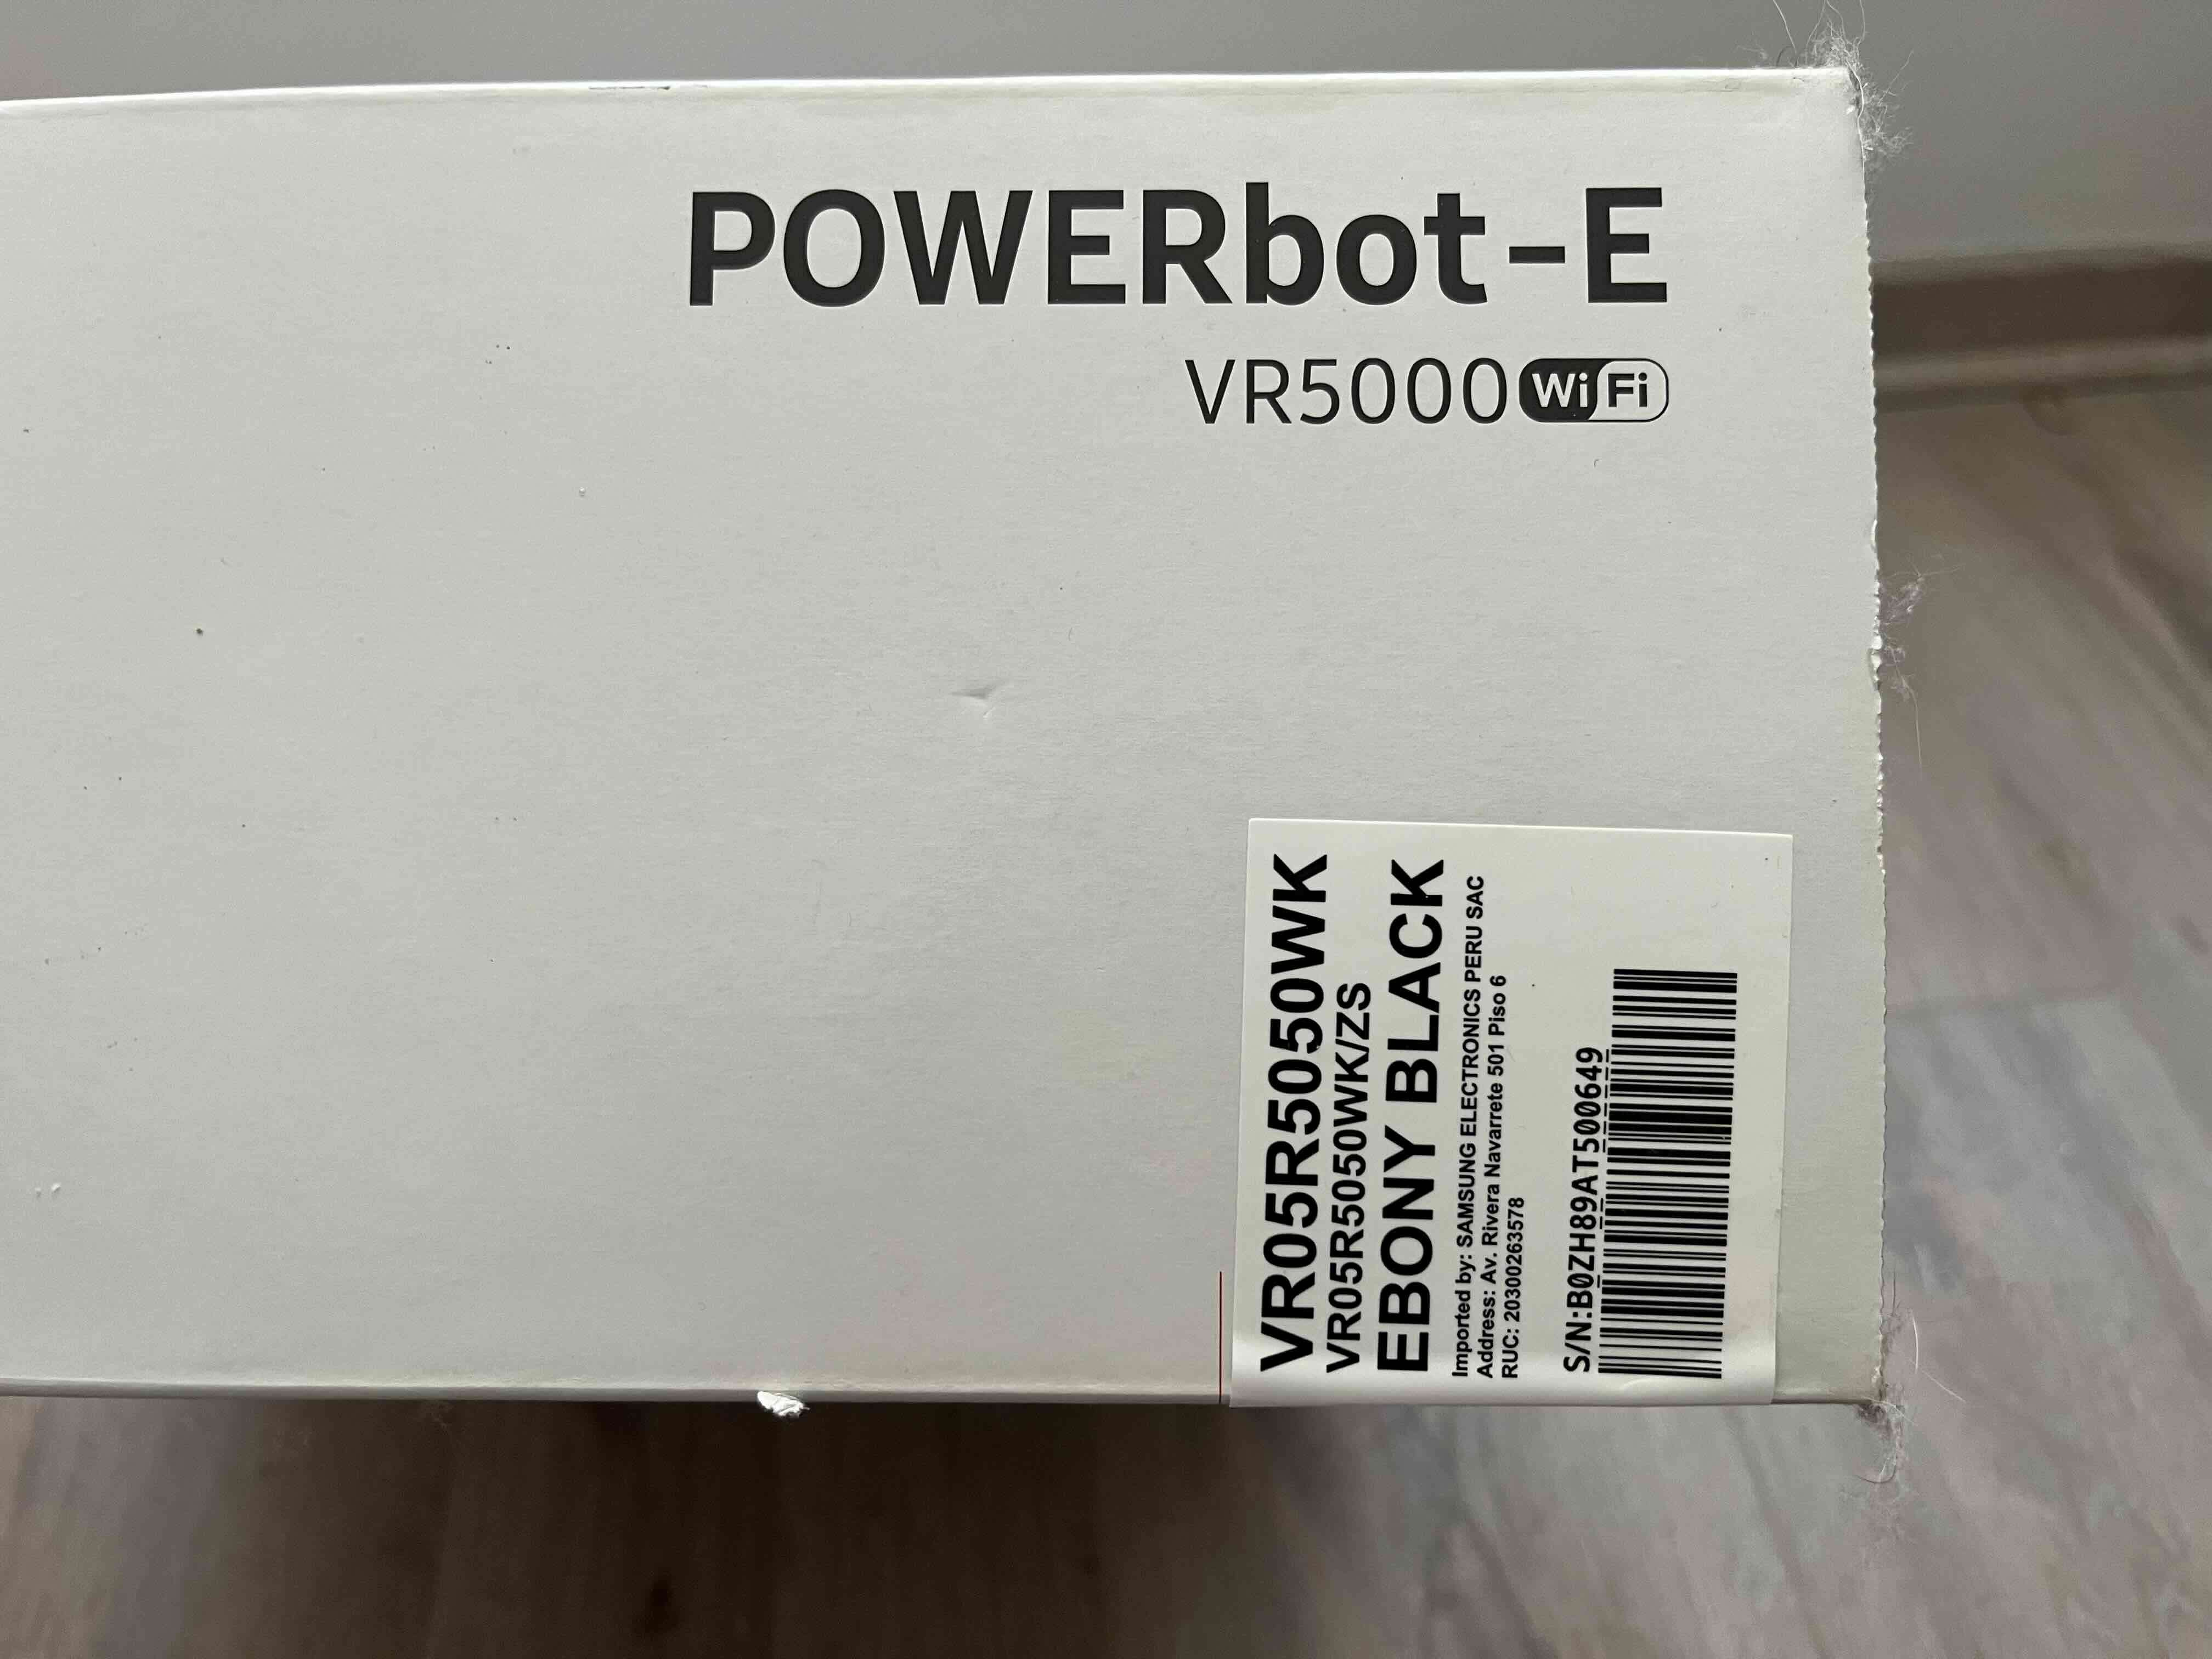 POWERbot-E
VR5000 WiFi
VR05R5050WK
VR05R5050WK/ZS
EBONY BLACK
Imported by: SAMSUNG ELECTRONICS PERU SAC
Address: Av. Rivera Navarrete 501 Piso 6
RUC: 20300263578
S/N:B0ZH89AT500649